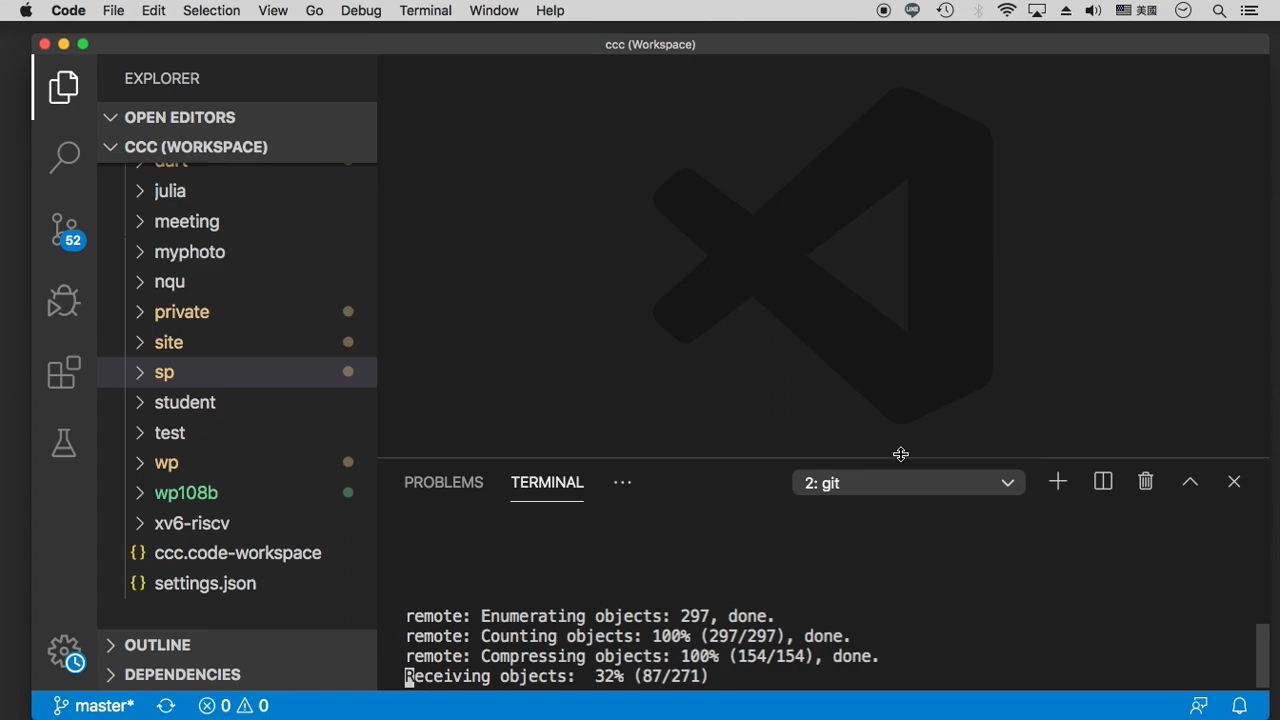 Code File Edit Selection View Go Debug Terminal Window Help 美國
ccc (Workspace)
EXPLORER
OPEN EDITORS
CCC (WORKSPACE)
dart
julia
meeting
myphoto
nqu
private
site
sp
student
test
wp
wp108b
xv6-riscv
{} ccc.code-workspace
{} settings.json
OUTLINE
DEPENDENCIES
52
PROBLEMS TERMINAL ... 2: git
remote: Enumerating objects: 297, done.
remote: Counting objects: 100% (297/297), done.
remote: Compressing objects: 100% (154/154), done.
Receiving objects: 32% (87/271)
master* 0 0